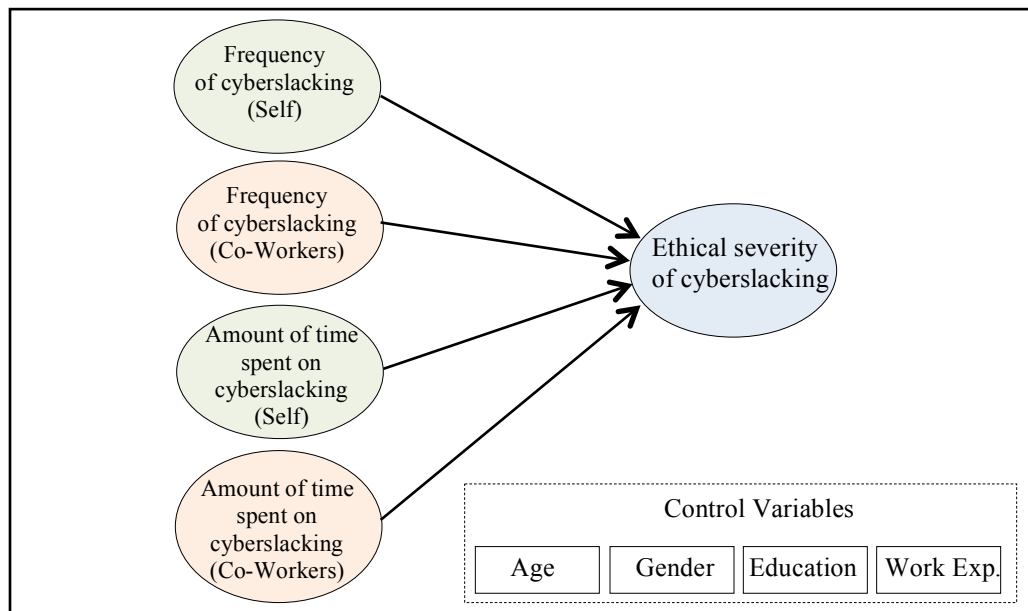 Frequency
of cyberslacking
(Self)
Frequency
of cyberslacking
(Co-Workers)
Amount of time
spent on
cyberslacking
(Self)
Amount of time
spent on
cyberslacking
(Co-Workers)
Ethical severity
of cyberslacking
Control Variables
Age
Gender
Education
Work Exp.